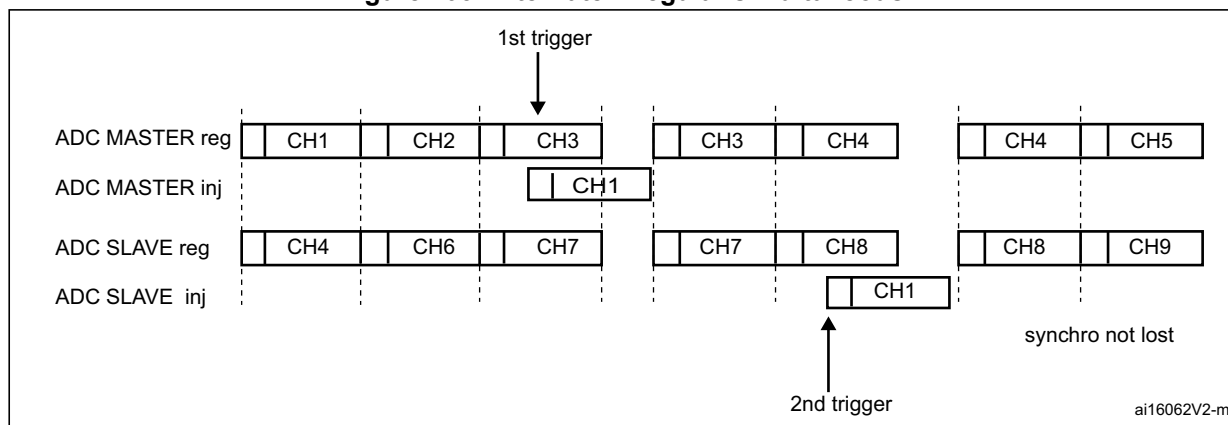 1st trigger
ADC MASTER reg CH1 CH2 CH3 CH3 CH4 CH4 CH5
ADC MASTER inj CH1
ADC SLAVE reg CH4 CH6 CH7 CH7 CH8 CH8 CH9
ADC SLAVE inj CH1
synchro not lost
2nd trigger
ai16062V2-m